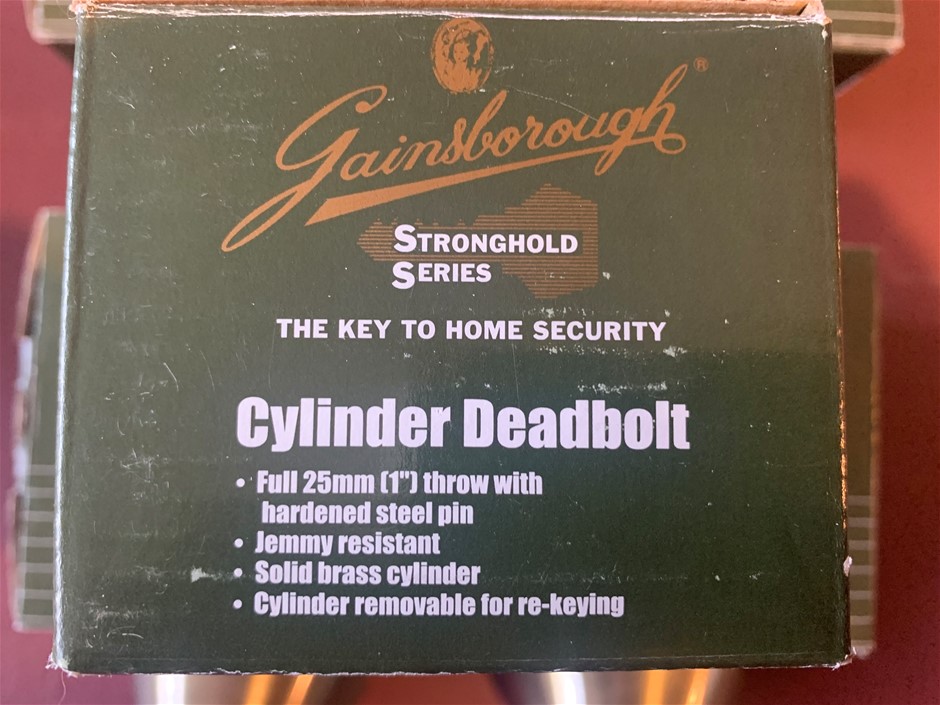 Gainsborough®
STRONGHOLD
SERIES
THE KEY TO HOME SECURITY
Cylinder Deadbolt
• Full 25mm (1") throw with
hardened steel pin
• Jemmy resistant
• Solid brass cylinder
• Cylinder removable for re-keying